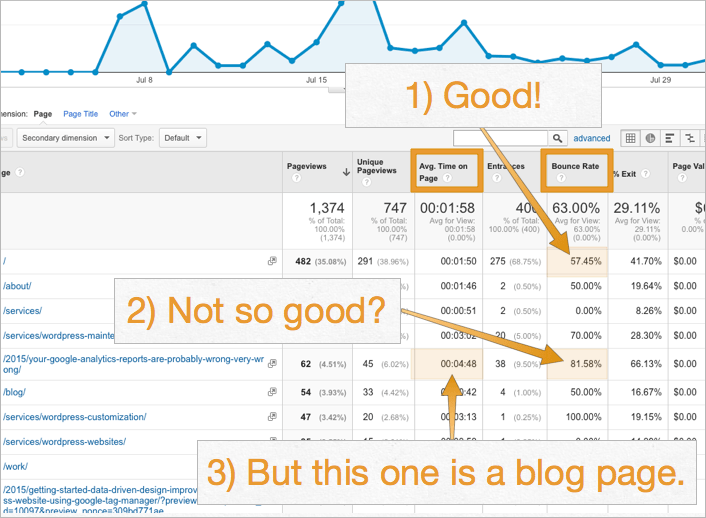 Jul 8 Jul 15 Jul 29
1) Good!
mension: Page Page Title Other
Secondary dimension Sort Type: Default advanced
Pageviews Unique Pageviews Avg. Time on Page Entrances Bounce Rate % Exit Page Val
1,374 747 00:01:58 400 63.00% 29.11% $0
% of Total: 100.00% (1,374) % of Total: 100.00% (747) Avg for View: 00:01:58 (0.00%) % of Total: 100.00% (400) Avg for View: 63.00% (0.00%) Avg for View: 29.11% (0.00%) % 0.00%
/ 482 (35.08%) 291 (38.96%) 00:01:50 275 (68.75%) 57.45% 41.70% $0.00
/about/ 00:01:46 2 (0.50%) 50.00% 19.64% $0.00
2) Not so good?
/services/ 00:00:51 2 (0.50%) 0.00% 8.26% $0.00
/services/wordpress-mainte 00:03:02 20 (5.00%) 70.00% 28.30% $0.00
/2015/your-google-analytics-reports-are-probably-wrong-very-wr
ong/ 62 (4.51%) 45 (6.02%) 00:04:48 38 (9.50%) 81.58% 66.13% $0.00
/blog/ 54 (3.93%) 33 (4.42%) 00:00:42 4 (1.00%) 50.00% 16.67% $0.00
/services/wordpress-customization/ 47 (3.42%) 20 (2.68%) 00:03:13 1 (0.25%) 100.00% 19.15% $0.00
/services/wordpress-websites/
3) But this one is a blog page.
/work/
/2015/getting-started-data-driven-design-improv
ss-website-using-google-tag-manager/?preview
d=10097&preview_nonce=309bd771ae